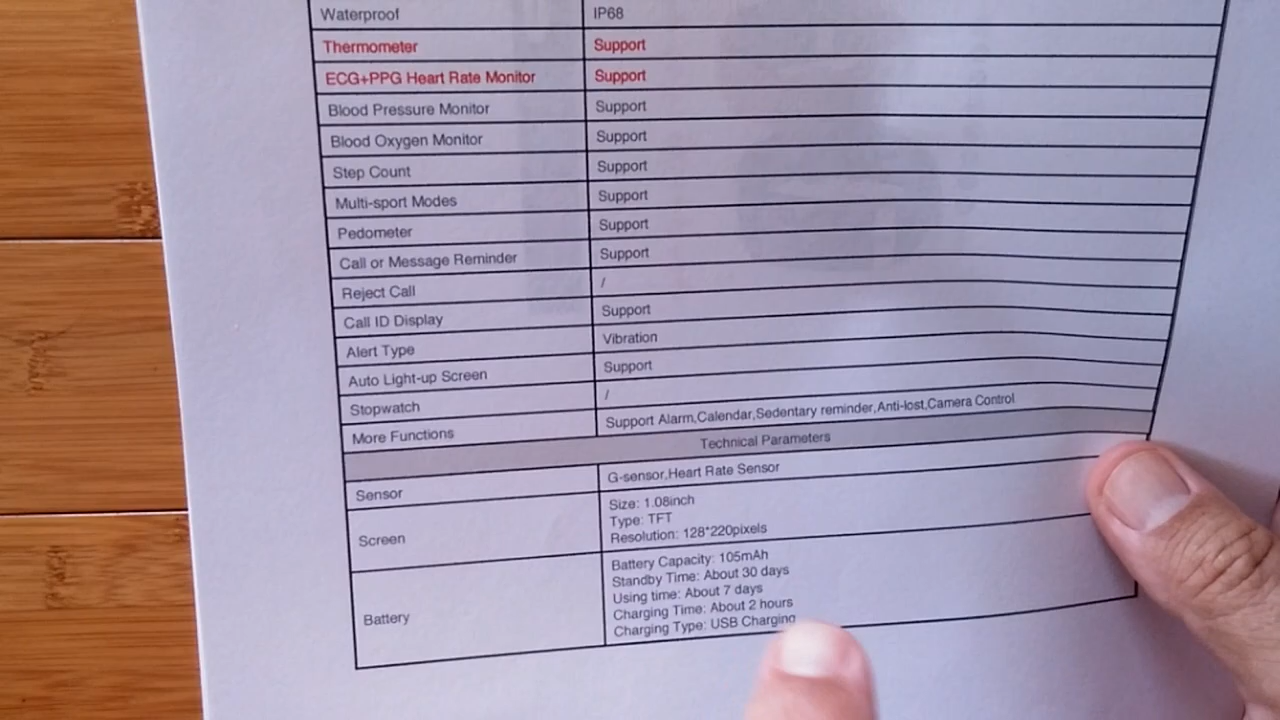 Waterproof IP68
Thermometer Support
ECG+PPG Heart Rate Monitor Support
Blood Pressure Monitor Support
Blood Oxygen Monitor Support
Step Count Support
Multi-sport Modes Support
Pedometer Support
Call or Message Reminder Support
Reject Call /
Call ID Display Support
Alert Type Vibration
Auto Light-up Screen Support
Stopwatch /
More Functions Support Alarm,Calendar,Sedentary reminder,Anti-lost,Camera Control
Technical Parameters
Sensor G-sensor,Heart Rate Sensor
Screen
Size: 1.08inch
Type: TFT
Resolution: 128*220pixels
Battery
Battery Capacity: 105mAh
Standby Time: About 30 days
Using time: About 7 days
Charging Time: About 2 hours
Charging Type: USB Charging